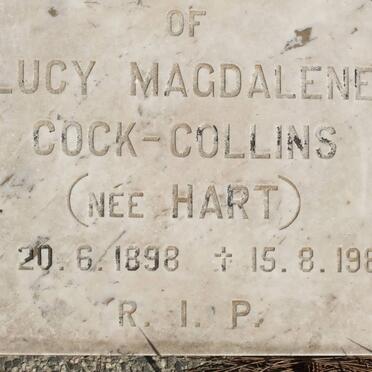 OF
LUCY MAGDALENE
COCK-COLLINS
(NÉE HART)
20.6.1898 † 15.8.198
R. I. P.